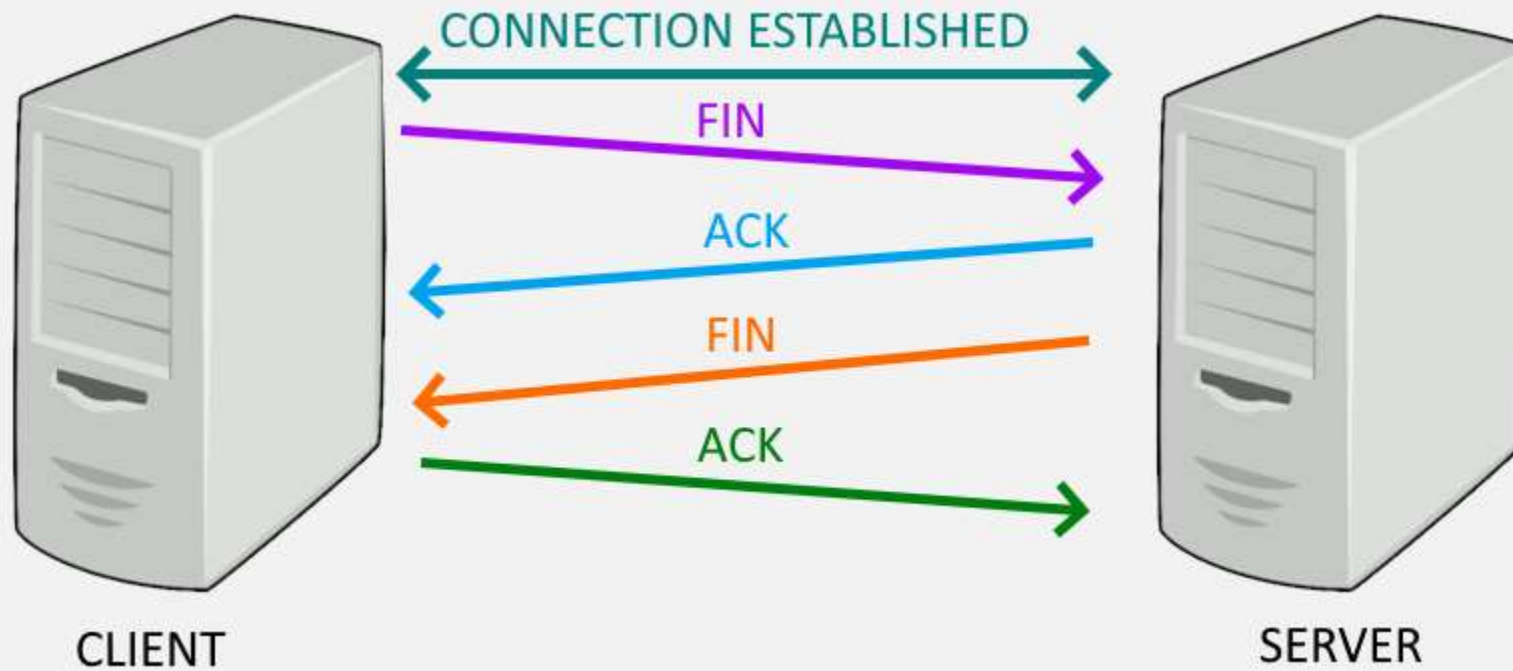 CONNECTION ESTABLISHED
FIN
ACK
FIN
ACK
CLIENT
SERVER